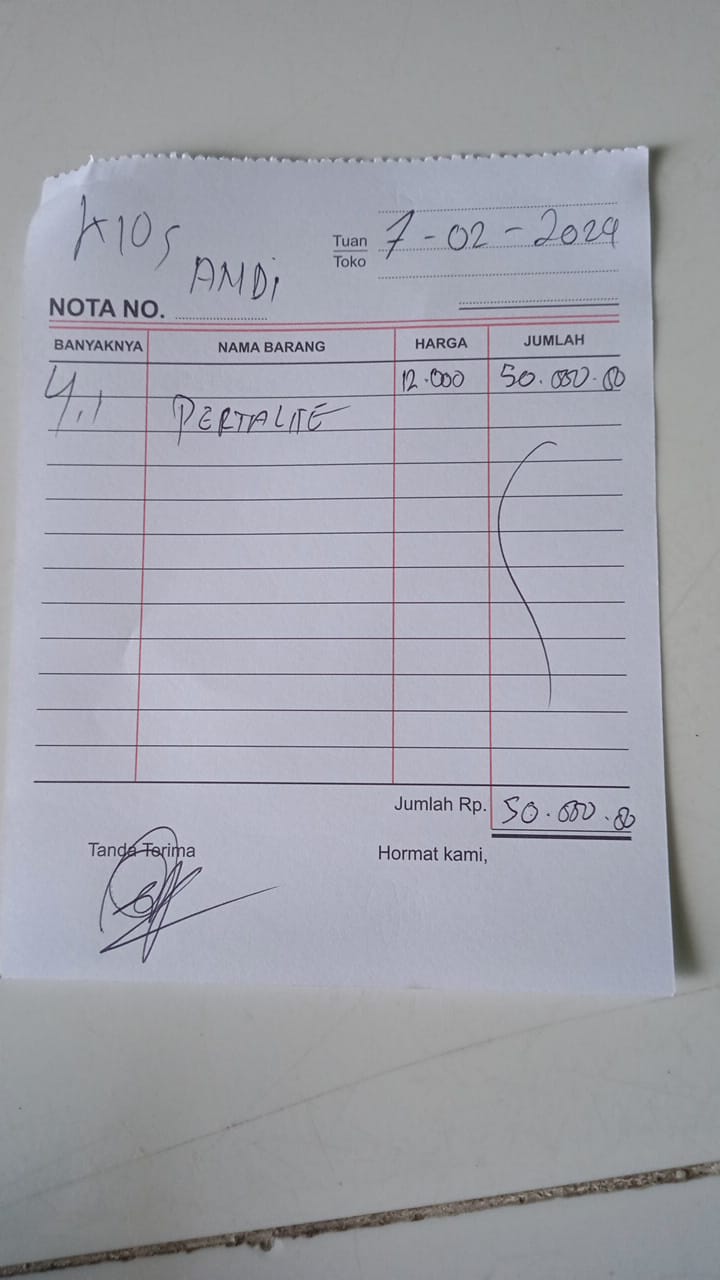 KIOS
AMDI
Tuan
Toko
7-02-2024
NOTA NO.
BANYAKNYA NAMA BARANG HARGA JUMLAH
4,1 PERTALITE 12.000 50.000.00
Jumlah Rp. 50.000.00
Tanda Terima Hormat kami,